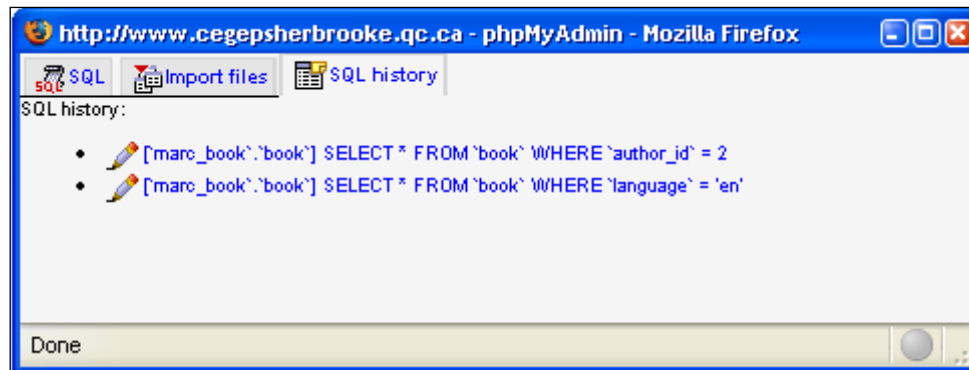 http://www.cegepsherbrooke.qc.ca - phpMyAdmin - Mozilla Firefox
SQL Import files SQL history
SQL history:
• [`marc_book`.`book`] SELECT * FROM `book` WHERE `author_id` = 2
• [`marc_book`.`book`] SELECT * FROM `book` WHERE `language` = 'en'
Done